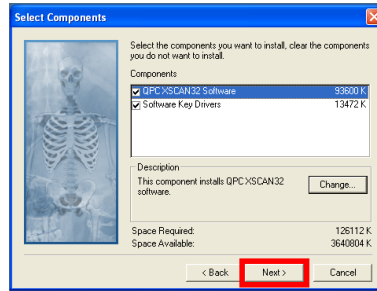 Select Components
Select the components you want to install, clear the components
you do not want to install.
Components
QPC XSCAN32 Software 93600 K
Software Key Drivers 13472 K
Description
This component installs QPC XSCAN32
software.
Change...
Space Required: 126112 K
Space Available: 3640804 K
< Back Next > Cancel